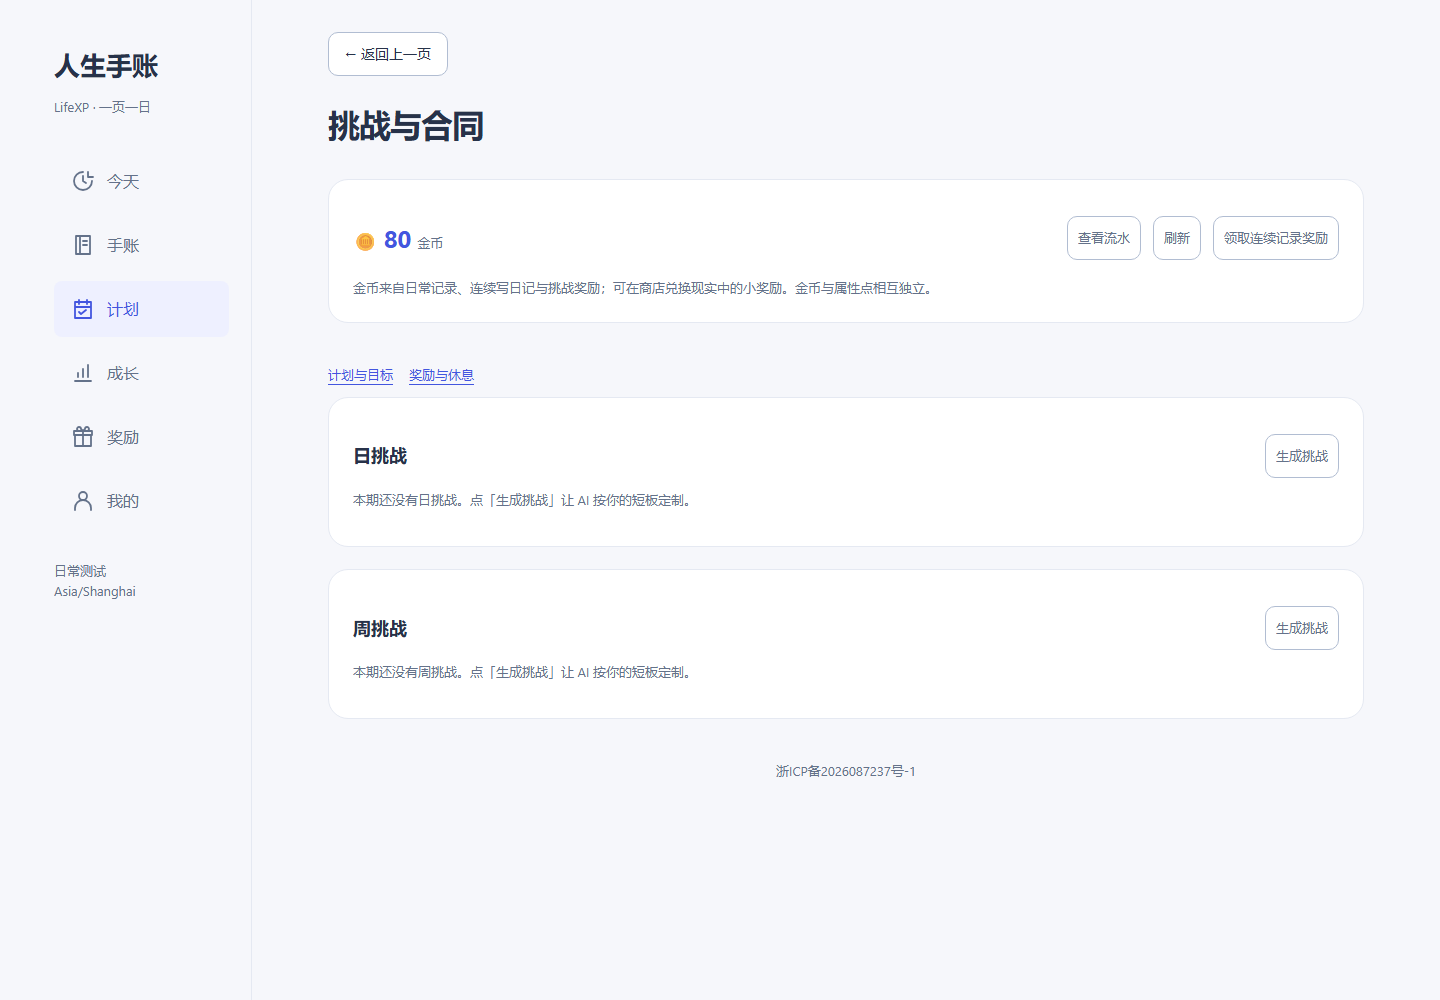 人生手账
LifeXP · 一页一日
今天
手账
计划
成长
奖励
我的
日常测试
Asia/Shanghai
← 返回上一页
挑战与合同
80 金币
查看流水
刷新
领取连续记录奖励
金币来自日常记录、连续写日记与挑战奖励；可在商店兑换现实中的小奖励。金币与属性点相互独立。
计划与目标 奖励与休息
日挑战
生成挑战
本期还没有日挑战。点「生成挑战」让 AI 按你的短板定制。
周挑战
生成挑战
本期还没有周挑战。点「生成挑战」让 AI 按你的短板定制。
浙ICP备2026087237号-1